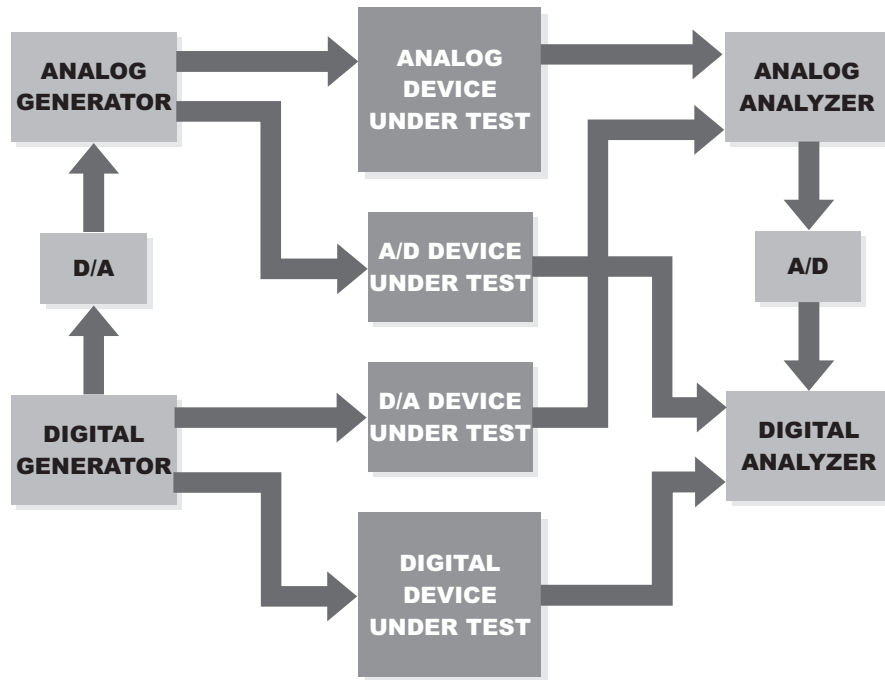 ANALOG
GENERATOR
ANALOG
DEVICE
UNDER TEST
ANALOG
ANALYZER
D/A
A/D DEVICE
UNDER TEST
A/D
DIGITAL
GENERATOR
D/A DEVICE
UNDER TEST
DIGITAL
ANALYZER
DIGITAL
DEVICE
UNDER TEST